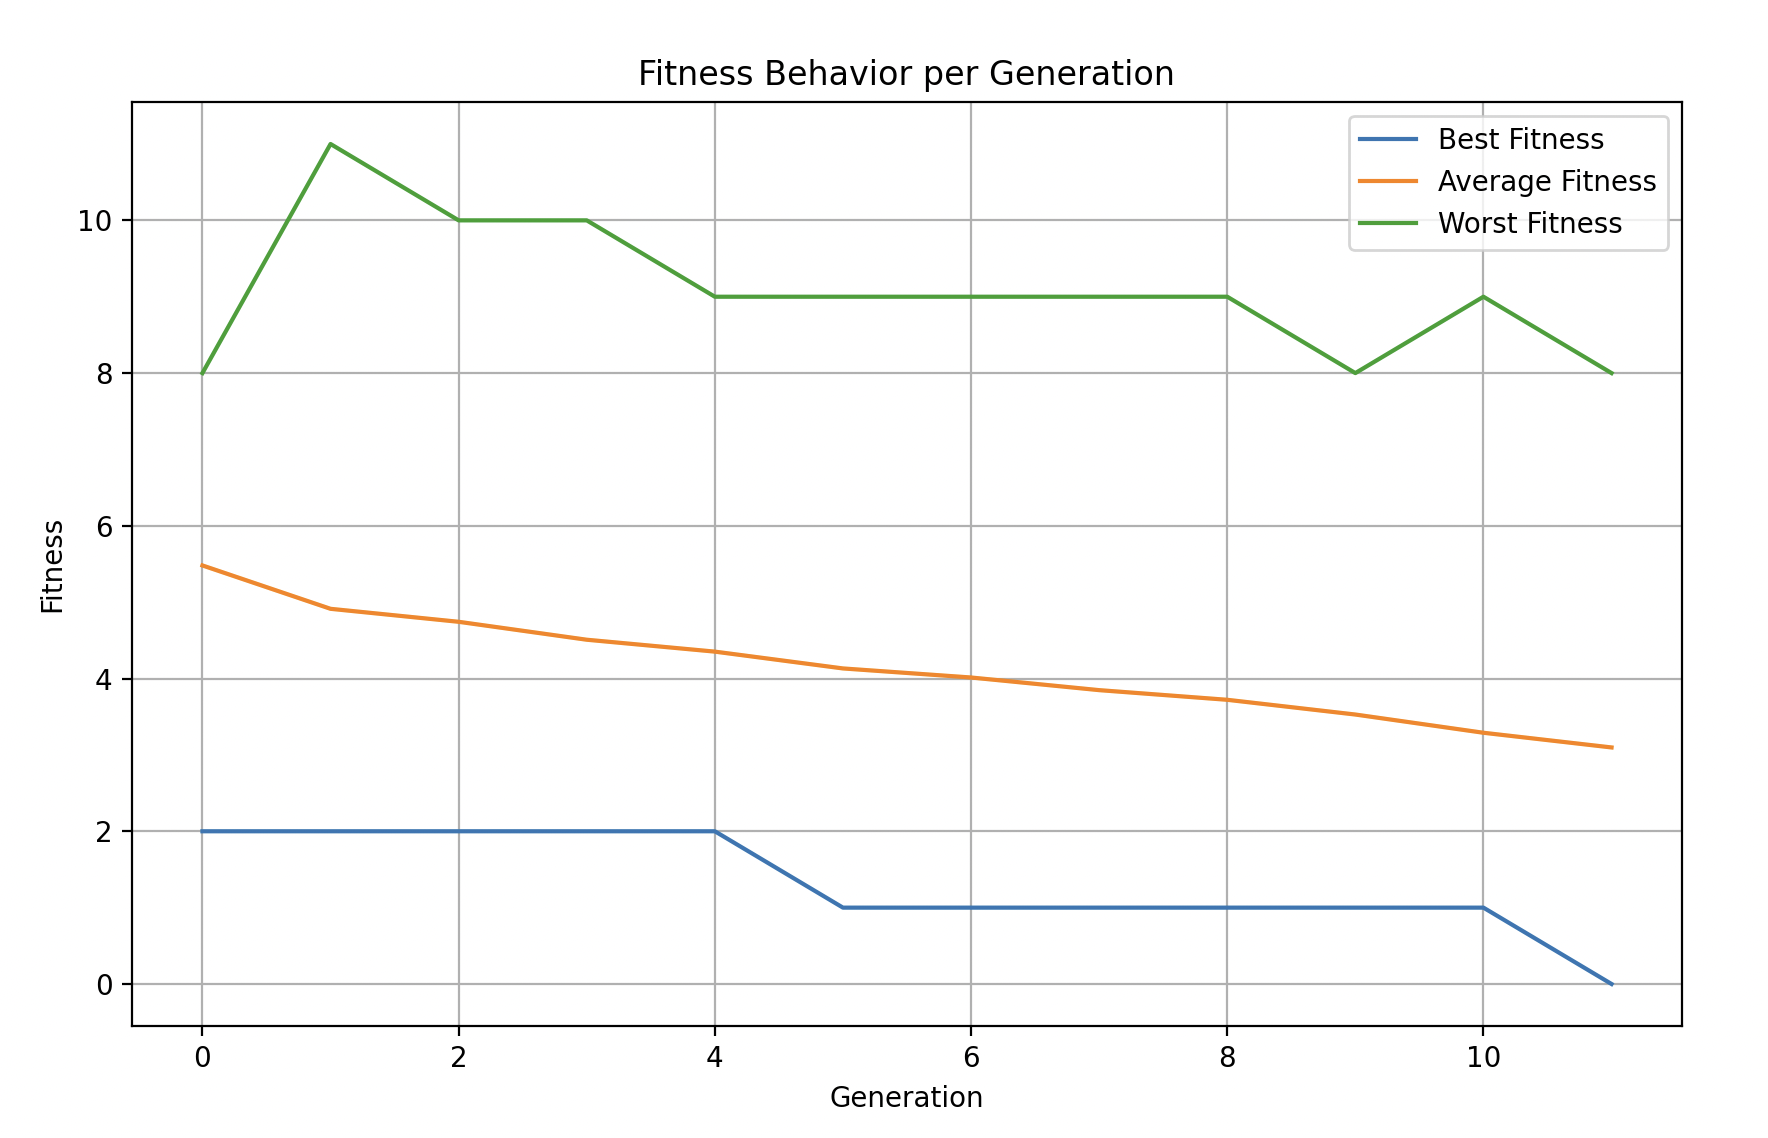 Fitness Behavior per Generation
Best Fitness
Average Fitness
Worst Fitness
10
8
6
4
2
0
Fitness
0 2 4 6 8 10
Generation